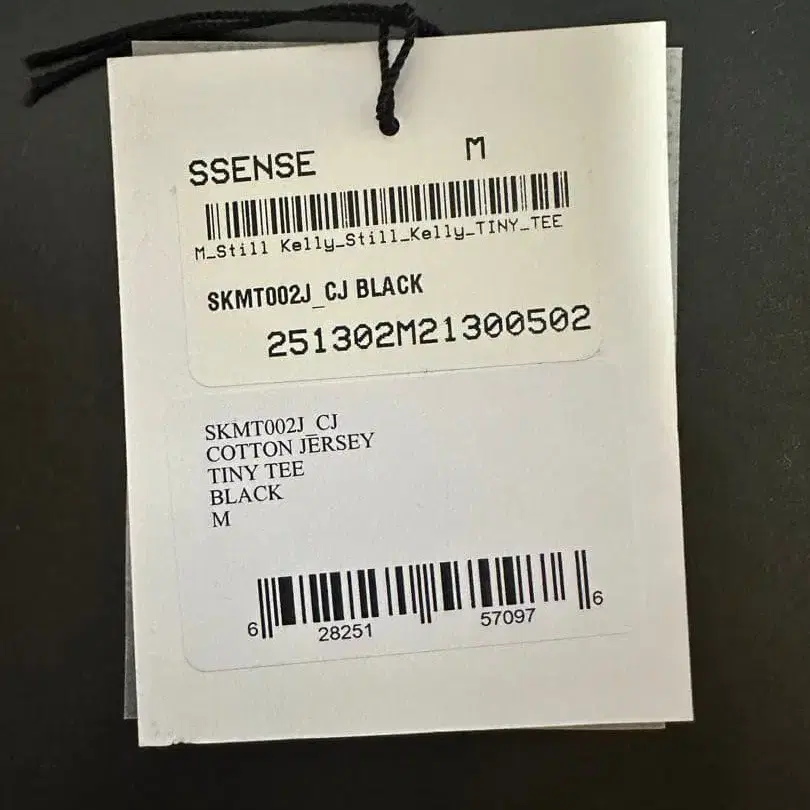 SSENSE M
M_Still Kelly_Still_Kelly_TINY_TEE
SKMT002J_CJ BLACK
251302M21300502
SKMT002J_CJ
COTTON JERSEY
TINY TEE
BLACK
M
6 28251 57097 6